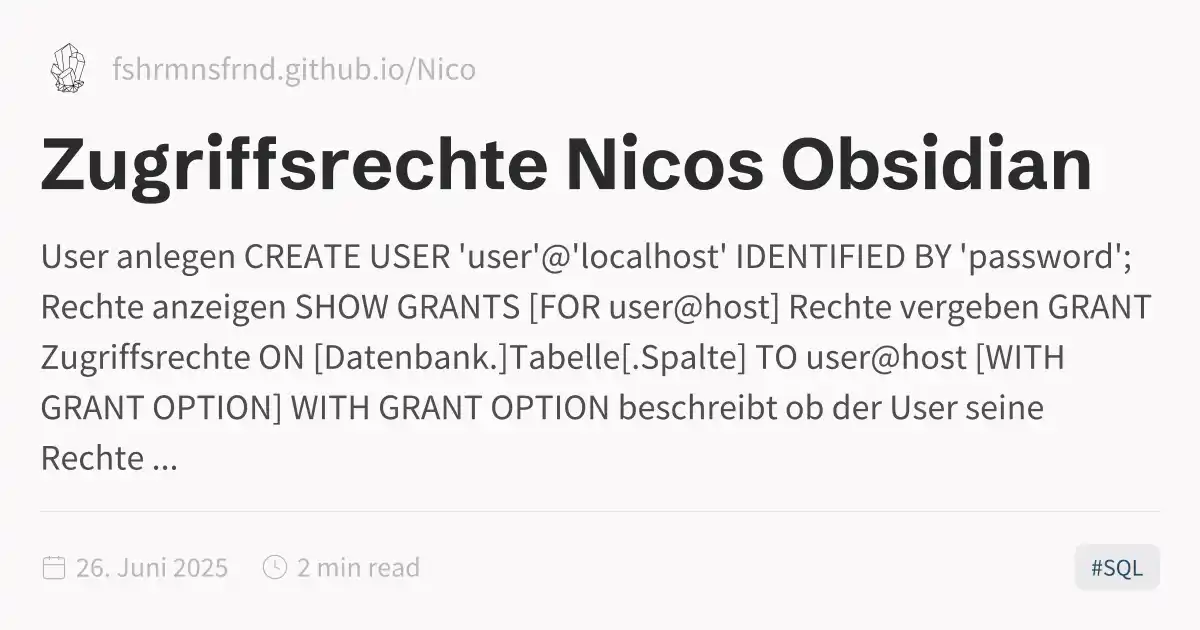 fshrmnsfrnd.github.io/Nico
Zugriffsrechte Nicos Obsidian
User anlegen CREATE USER 'user'@'localhost' IDENTIFIED BY 'password';
Rechte anzeigen SHOW GRANTS [FOR user@host] Rechte vergeben GRANT
Zugriffsrechte ON [Datenbank.]Tabelle[.Spalte] TO user@host [WITH
GRANT OPTION] WITH GRANT OPTION beschreibt ob der User seine
Rechte ...
26. Juni 2025 2 min read #SQL